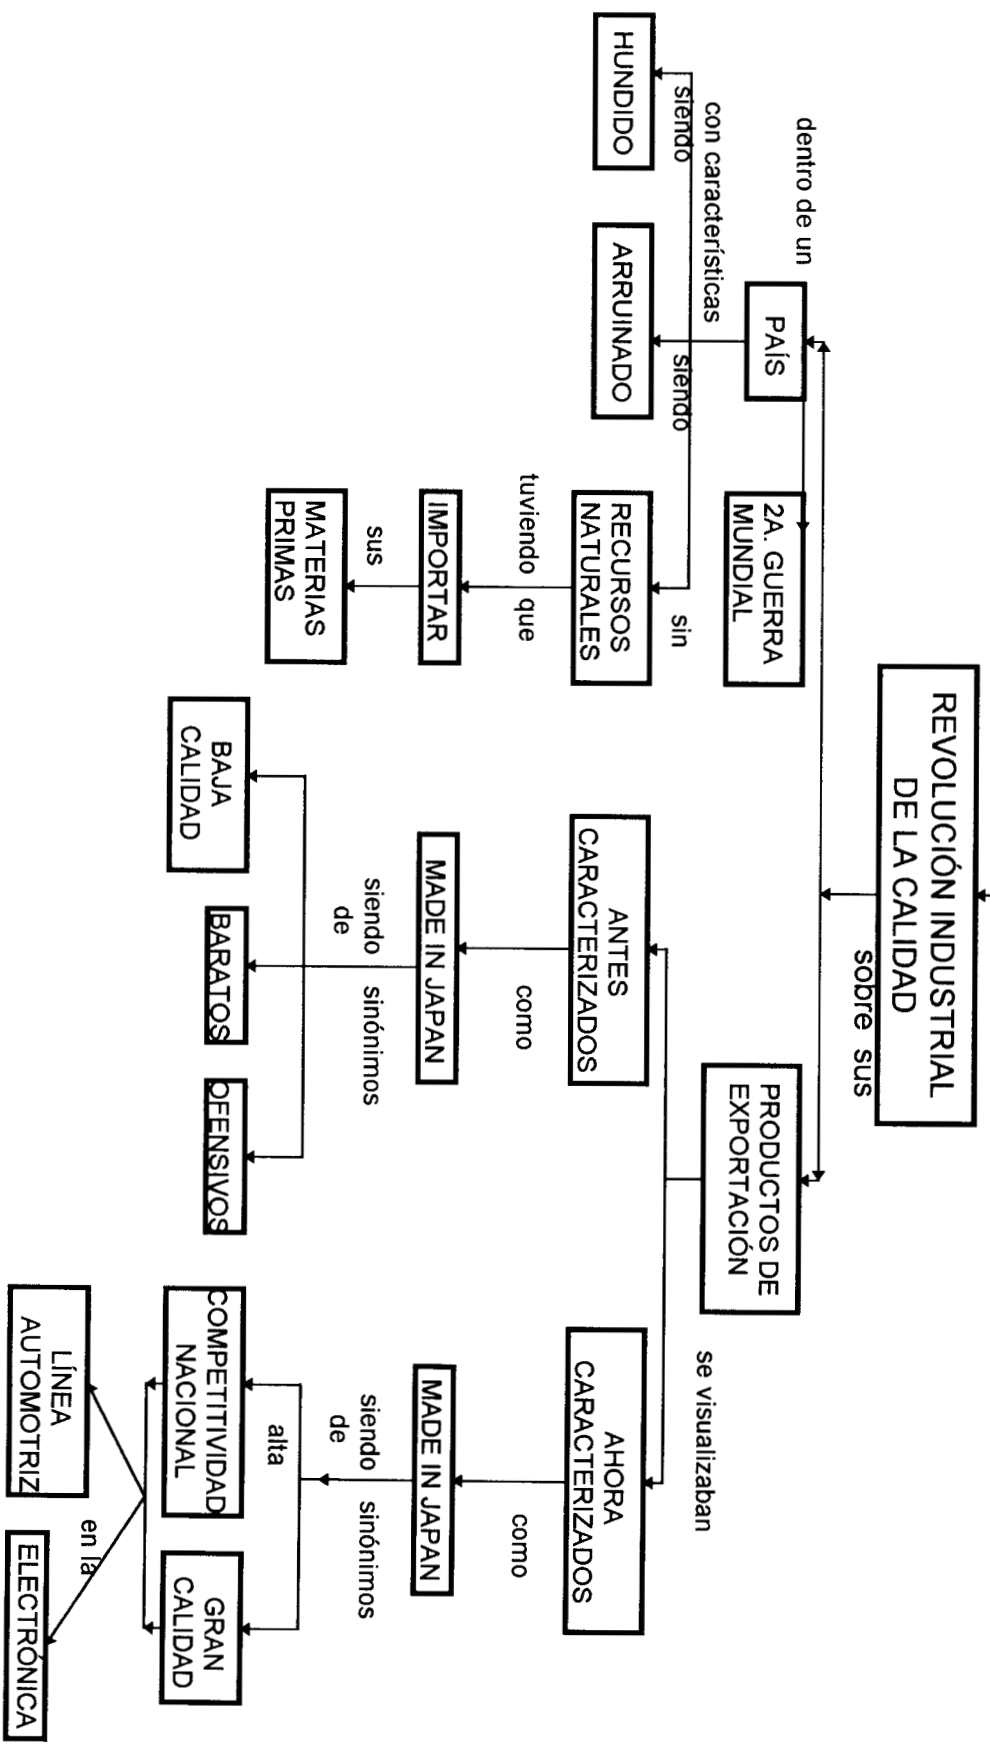 REVOLUCIÓN INDUSTRIAL
DE LA CALIDAD
sobre sus
dentro de un
PAÍS
2A. GUERRA
MUNDIAL
con características
siendo
HUNDIDO
siendo
ARRUINADO
sin
RECURSOS
NATURALES
tuviendo que
IMPORTAR
sus
MATERIAS
PRIMAS
PRODUCTOS DE
EXPORTACIÓN
se visualizaban
ANTES
CARACTERIZADOS
como
MADE IN JAPAN
siendo sinónimos
de
BAJA
CALIDAD
BARATOS
OFENSIVOS
AHORA
CARACTERIZADOS
como
MADE IN JAPAN
siendo sinónimos
de
alta
COMPETITIVIDAD
NACIONAL
GRAN
CALIDAD
en la
LÍNEA
AUTOMOTRIZ
ELECTRÓNICA